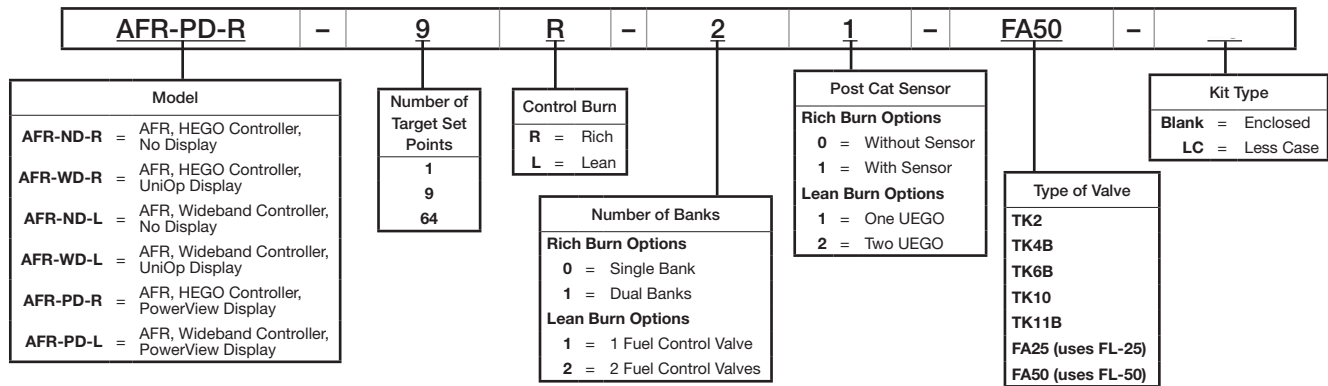 AFR-PD-R – 9 R – 2 1 – FA50 – __
Model
AFR-ND-R = AFR, HEGO Controller,
No Display
AFR-WD-R = AFR, HEGO Controller,
UniOp Display
AFR-ND-L = AFR, Wideband Controller,
No Display
AFR-WD-L = AFR, Wideband Controller,
UniOp Display
AFR-PD-R = AFR, HEGO Controller,
PowerView Display
AFR-PD-L = AFR, Wideband Controller,
PowerView Display
Number of
Target Set
Points
1
9
64
Control Burn
R = Rich
L = Lean
Number of Banks
Rich Burn Options
0 = Single Bank
1 = Dual Banks
Lean Burn Options
1 = 1 Fuel Control Valve
2 = 2 Fuel Control Valves
Post Cat Sensor
Rich Burn Options
0 = Without Sensor
1 = With Sensor
Lean Burn Options
1 = One UEGO
2 = Two UEGO
Type of Valve
TK2
TK4B
TK6B
TK10
TK11B
FA25 (uses FL-25)
FA50 (uses FL-50)
Kit Type
Blank = Enclosed
LC = Less Case